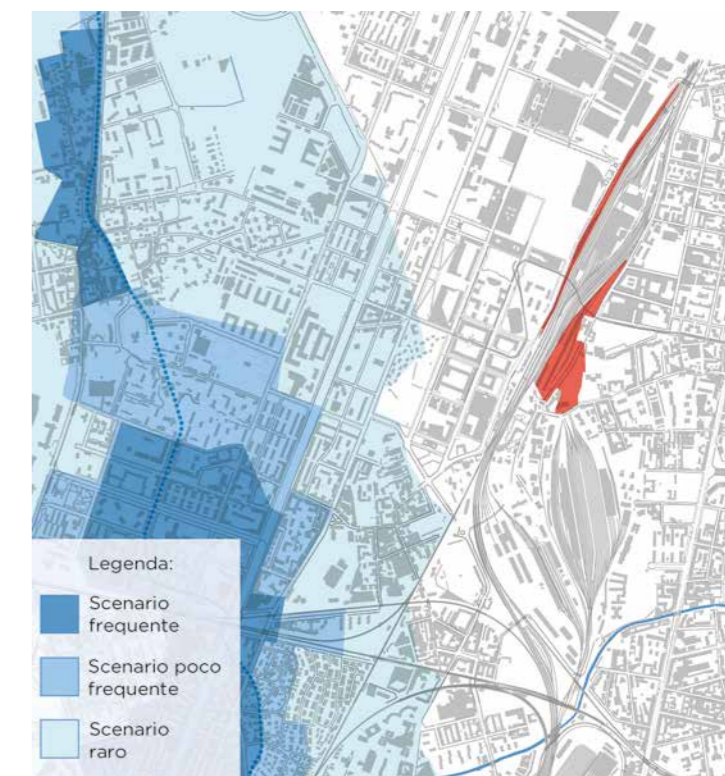 Legenda:
Scenario
frequente
Scenario poco
frequente
Scenario
raro